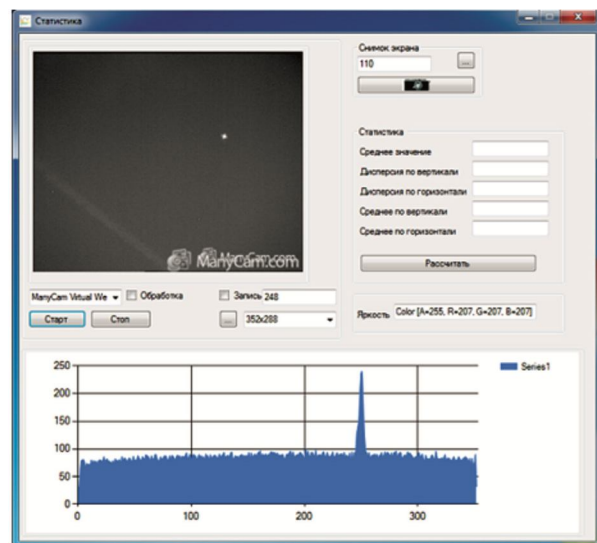 Статистика
Снимок экрана
110
...
ManyCam.com
ManyCam.com
Статистика
Среднее значение
Дисперсия по вертикали
Дисперсия по горизонтали
Среднее по вертикали
Среднее по горизонтали
Рассчитать
ManyCam Virtual We
Обработка
Запись 248
Старт
Стоп
...
352x288
Яркость
Color [A=255, R=207, G=207, B=207]
250
200
150
100
50
0
0
100
200
300
Series1